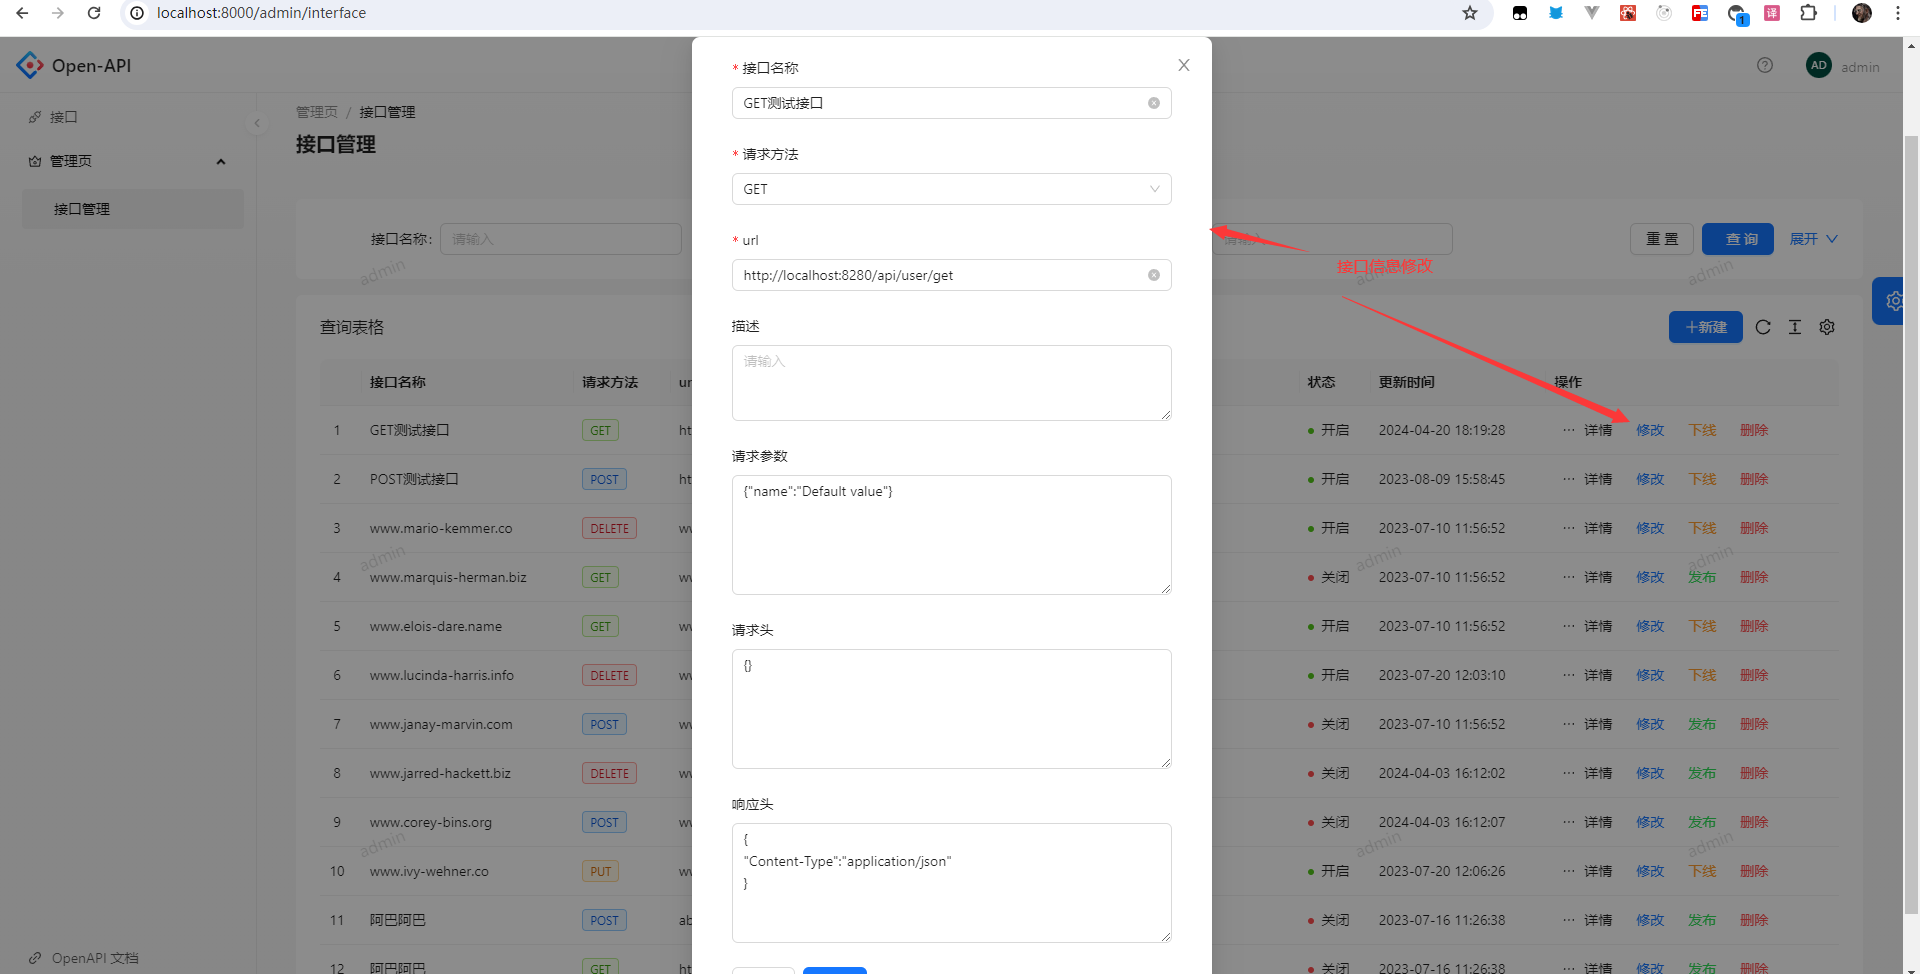 localhost:8000/admin/interface
Open-API
AD
admin
接口
管理页
接口管理
OpenAPI 文档
管理页 / 接口管理
接口管理
接口名称:
请输入
请输入
重 置
查 询
展开
查询表格
新建
接口名称 请求方法 ur 状态 更新时间 操作
1 GET测试接口 GET ht 开启 2024-04-20 18:19:28 ··· 详情 修改 下线 删除
2 POST测试接口 POST ht 开启 2023-08-09 15:58:45 ··· 详情 修改 下线 删除
3 www.mario-kemmer.co DELETE wv 开启 2023-07-10 11:56:52 ··· 详情 修改 下线 删除
4 www.marquis-herman.biz GET wv 关闭 2023-07-10 11:56:52 ··· 详情 修改 发布 删除
5 www.elois-dare.name GET wv 开启 2023-07-10 11:56:52 ··· 详情 修改 下线 删除
6 www.lucinda-harris.info DELETE wv 开启 2023-07-20 12:03:10 ··· 详情 修改 下线 删除
7 www.janay-marvin.com POST wv 关闭 2023-07-10 11:56:52 ··· 详情 修改 发布 删除
8 www.jarred-hackett.biz DELETE wv 关闭 2024-04-03 16:12:02 ··· 详情 修改 发布 删除
9 www.corey-bins.org POST wv 关闭 2024-04-03 16:12:07 ··· 详情 修改 发布 删除
10 www.ivy-wehner.co PUT wv 开启 2023-07-20 12:06:26 ··· 详情 修改 下线 删除
11 阿巴阿巴 POST ab 关闭 2023-07-16 11:26:38 ··· 详情 修改 发布 删除
12 阿巴阿巴 GET ht 关闭 2023-07-16 11:26:38 ··· 详情 修改 发布 删除
* 接口名称
GET测试接口
* 请求方法
GET
* url
http://localhost:8280/api/user/get
描述
请输入
请求参数
{"name":"Default value"}
请求头
{}
响应头
{
"Content-Type":"application/json"
}
接口信息修改
admin
admin
admin
admin
admin
admin
admin
admin
admin